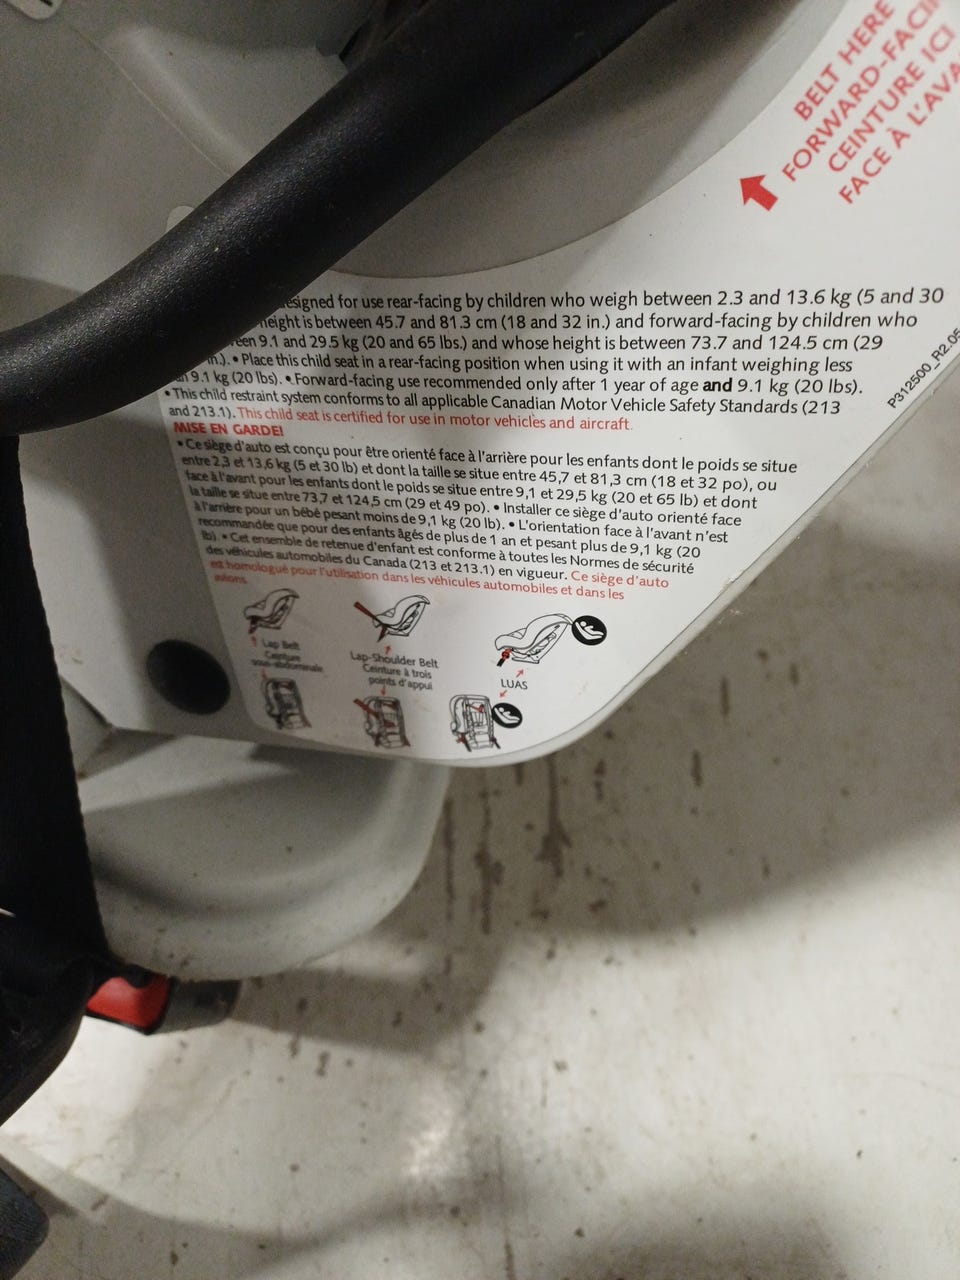 BELT HERE
FORWARD-FACI
CEINTURE ICI
FACE À L'AVA
esigned for use rear-facing by children who weigh between 2.3 and 13.6 kg (5 and 30
height is between 45.7 and 81.3 cm (18 and 32 in.) and forward-facing by children who
een 9.1 and 29.5 kg (20 and 65 lbs.) and whose height is between 73.7 and 124.5 cm (29
in.). • Place this child seat in a rear-facing position when using it with an infant weighing less
an 9.1 kg (20 lbs). • Forward-facing use recommended only after 1 year of age and 9.1 kg (20 lbs).
• This child restraint system conforms to all applicable Canadian Motor Vehicle Safety Standards (213
and 213.1). This child seat is certified for use in motor vehicles and aircraft.
MISE EN GARDE!
• Ce siège d'auto est conçu pour être orienté face à l'arrière pour les enfants dont le poids se situe
entre 2,3 et 13,6 kg (5 et 30 lb) et dont la taille se situe entre 45,7 et 81,3 cm (18 et 32 po), ou
face à l'avant pour les enfants dont le poids se situe entre 9,1 et 29,5 kg (20 et 65 lb) et dont
la taille se situe entre 73,7 et 124,5 cm (29 et 49 po). • Installer ce siège d'auto orienté face
à l'arrière pour un bébé pesant moins de 9,1 kg (20 lb). • L'orientation face à l'avant n'est
recommandée que pour des enfants âgés de plus de 1 an et pesant plus de 9,1 kg (20
lb). • Cet ensemble de retenue d'enfant est conforme à toutes les Normes de sécurité
des véhicules automobiles du Canada (213 et 213.1) en vigueur. Ce siège d'auto
est homologué pour l'utilisation dans les véhicules automobiles et dans les
avions.
P312500_R2.05
Lap Belt
Ceinture
sous-abdominale
Lap-Shoulder Belt
Ceinture à trois
points d'appui
LUAS